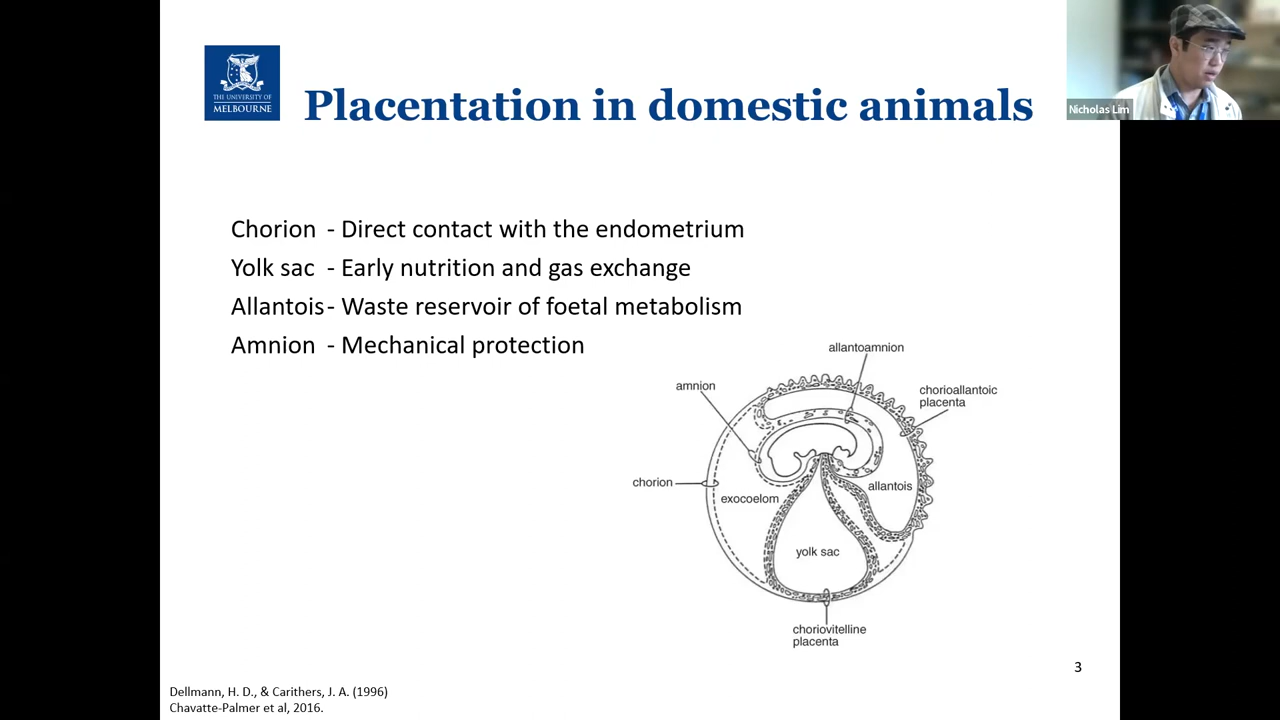 THE UNIVERSITY OF
MELBOURNE
Placentation in domestic animals
Nicholas Lim
Chorion - Direct contact with the endometrium
Yolk sac - Early nutrition and gas exchange
Allantois - Waste reservoir of foetal metabolism
Amnion - Mechanical protection
allantoamnion
amnion
chorioallantoic
placenta
chorion
exocoelom
allantois
yolk sac
choriovitelline
placenta
3
Dellmann, H. D., & Carithers, J. A. (1996)
Chavatte-Palmer et al, 2016.